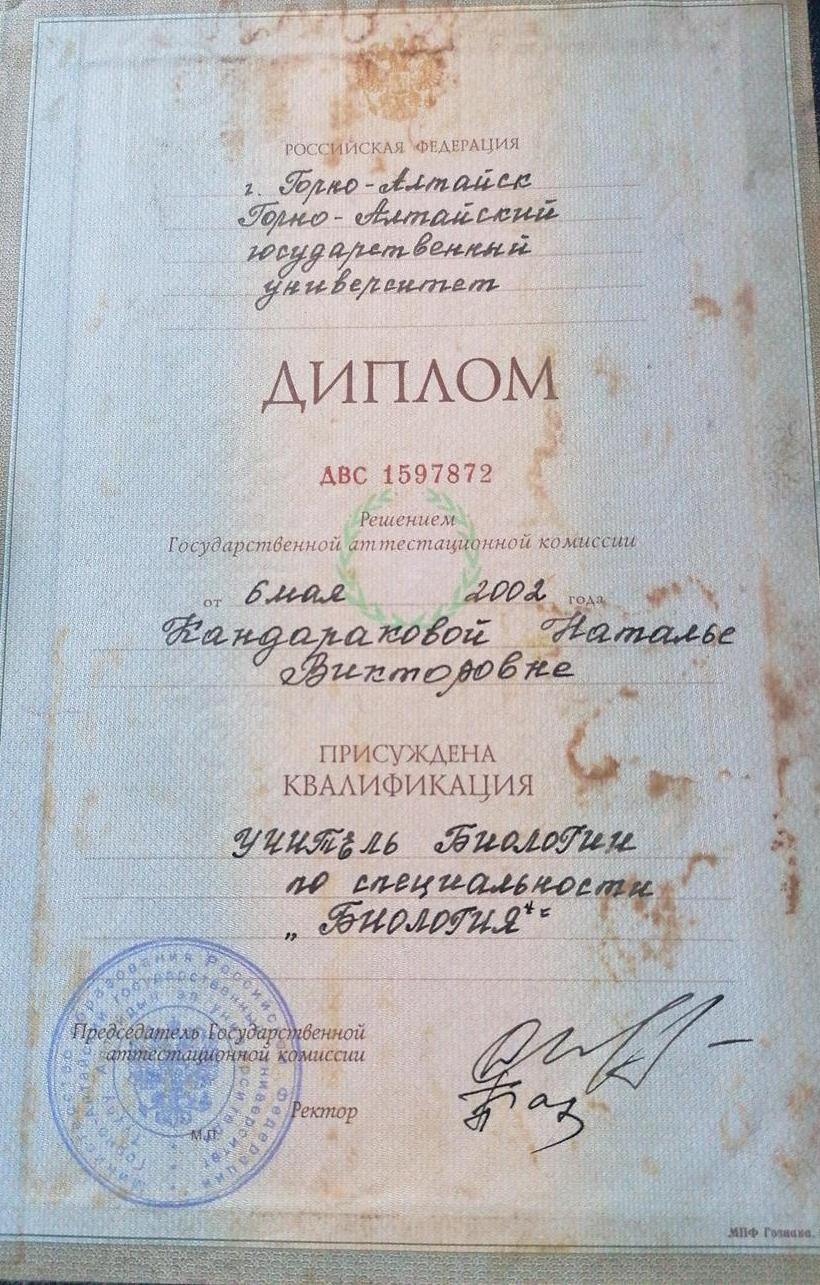 РОССИЙСКАЯ ФЕДЕРАЦИЯ
г. Горно-Алтайск
Горно-Алтайский
государственный
университет
ДИПЛОМ
ДВС 1597872
Решением
Государственной аттестационной комиссии
от 6 мая 2002 года
Кандараковой Наталье
Викторовне
ПРИСУЖДЕНА
КВАЛИФИКАЦИЯ
учитель Биологии
по специальности
„Биология“
Председатель Государственной
аттестационной комиссии
Ректор
М.П.
МПФ Гознака.